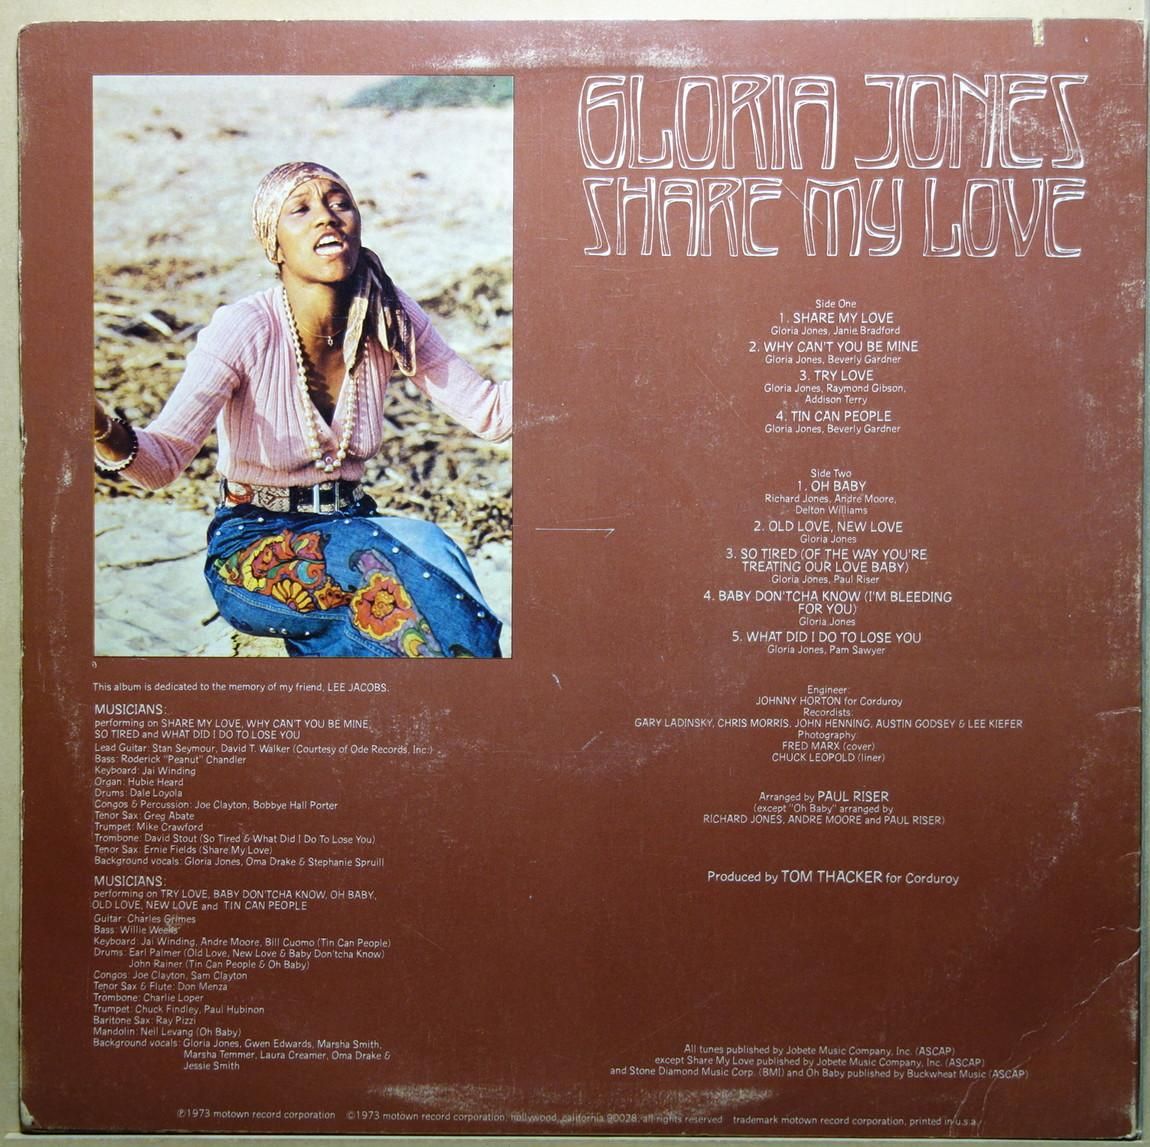 GLORIA JONES
SHARE MY LOVE
Side One
1. SHARE MY LOVE
Gloria Jones, Janie Bradford
2. WHY CAN'T YOU BE MINE
Gloria Jones, Beverly Gardner
3. TRY LOVE
Gloria Jones, Raymond Gibson,
Addison Terry
4. TIN CAN PEOPLE
Gloria Jones, Beverly Gardner
Side Two
1. OH BABY
Richard Jones, Andre Moore,
Delton Williams
2. OLD LOVE, NEW LOVE
Gloria Jones
3. SO TIRED (OF THE WAY YOU'RE
TREATING OUR LOVE BABY)
Gloria Jones, Paul Riser
4. BABY DON'TCHA KNOW (I'M BLEEDING
FOR YOU)
Gloria Jones
5. WHAT DID I DO TO LOSE YOU
Gloria Jones, Pam Sawyer
Engineer:
JOHNNY HORTON for Corduroy
Recordists:
GARY LADINSKY, CHRIS MORRIS, JOHN HENNING, AUSTIN GODSEY & LEE KIEFER
Photography:
FRED MARX (cover)
CHUCK LEOPOLD (liner)
Arranged by PAUL RISER
(except "Oh Baby" arranged by
RICHARD JONES, ANDRE MOORE and PAUL RISER)
Produced by TOM THACKER for Corduroy
This album is dedicated to the memory of my friend, LEE JACOBS.
MUSICIANS:
performing on SHARE MY LOVE, WHY CAN'T YOU BE MINE,
SO TIRED and WHAT DID I DO TO LOSE YOU
Lead Guitar: Stan Seymour, David T. Walker (Courtesy of Ode Records, Inc.)
Bass: Roderick "Peanut" Chandler
Keyboard: Jai Winding
Organ: Hubie Heard
Drums: Dale Loyola
Congos & Percussion: Joe Clayton, Bobbye Hall Porter
Tenor Sax: Greg Abate
Trumpet: Mike Crawford
Trombone: David Stout (So Tired & What Did I Do To Lose You)
Tenor Sax: Ernie Fields (Share My Love)
Background vocals: Gloria Jones, Oma Drake & Stephanie Spruill
MUSICIANS:
performing on TRY LOVE, BABY DON'TCHA KNOW, OH BABY,
OLD LOVE, NEW LOVE and TIN CAN PEOPLE
Guitar: Charles Grimes
Bass: Willie Weeks
Keyboard: Jai Winding, Andre Moore, Bill Cuomo (Tin Can People)
Drums: Earl Palmer (Old Love, New Love & Baby Don'tcha Know)
John Rainer (Tin Can People & Oh Baby)
Congos: Joe Clayton, Sam Clayton
Tenor Sax & Flute: Don Menza
Trombone: Charlie Loper
Trumpet: Chuck Findley, Paul Hubinon
Baritone Sax: Ray Pizzi
Mandolin: Neil Levang (Oh Baby)
Background vocals: Gloria Jones, Gwen Edwards, Marsha Smith,
Marsha Temmer, Laura Creamer, Oma Drake &
Jessie Smith
All tunes published by Jobete Music Company, Inc. (ASCAP)
except Share My Love published by Jobete Music Company, Inc. (ASCAP)
and Stone Diamond Music Corp. (BMI) and Oh Baby published by Buckwheat Music (ASCAP)
℗1973 motown record corporation ©1973 motown record corporation, hollywood, california 90028, all rights reserved trademark motown record corporation, printed in u.s.a.